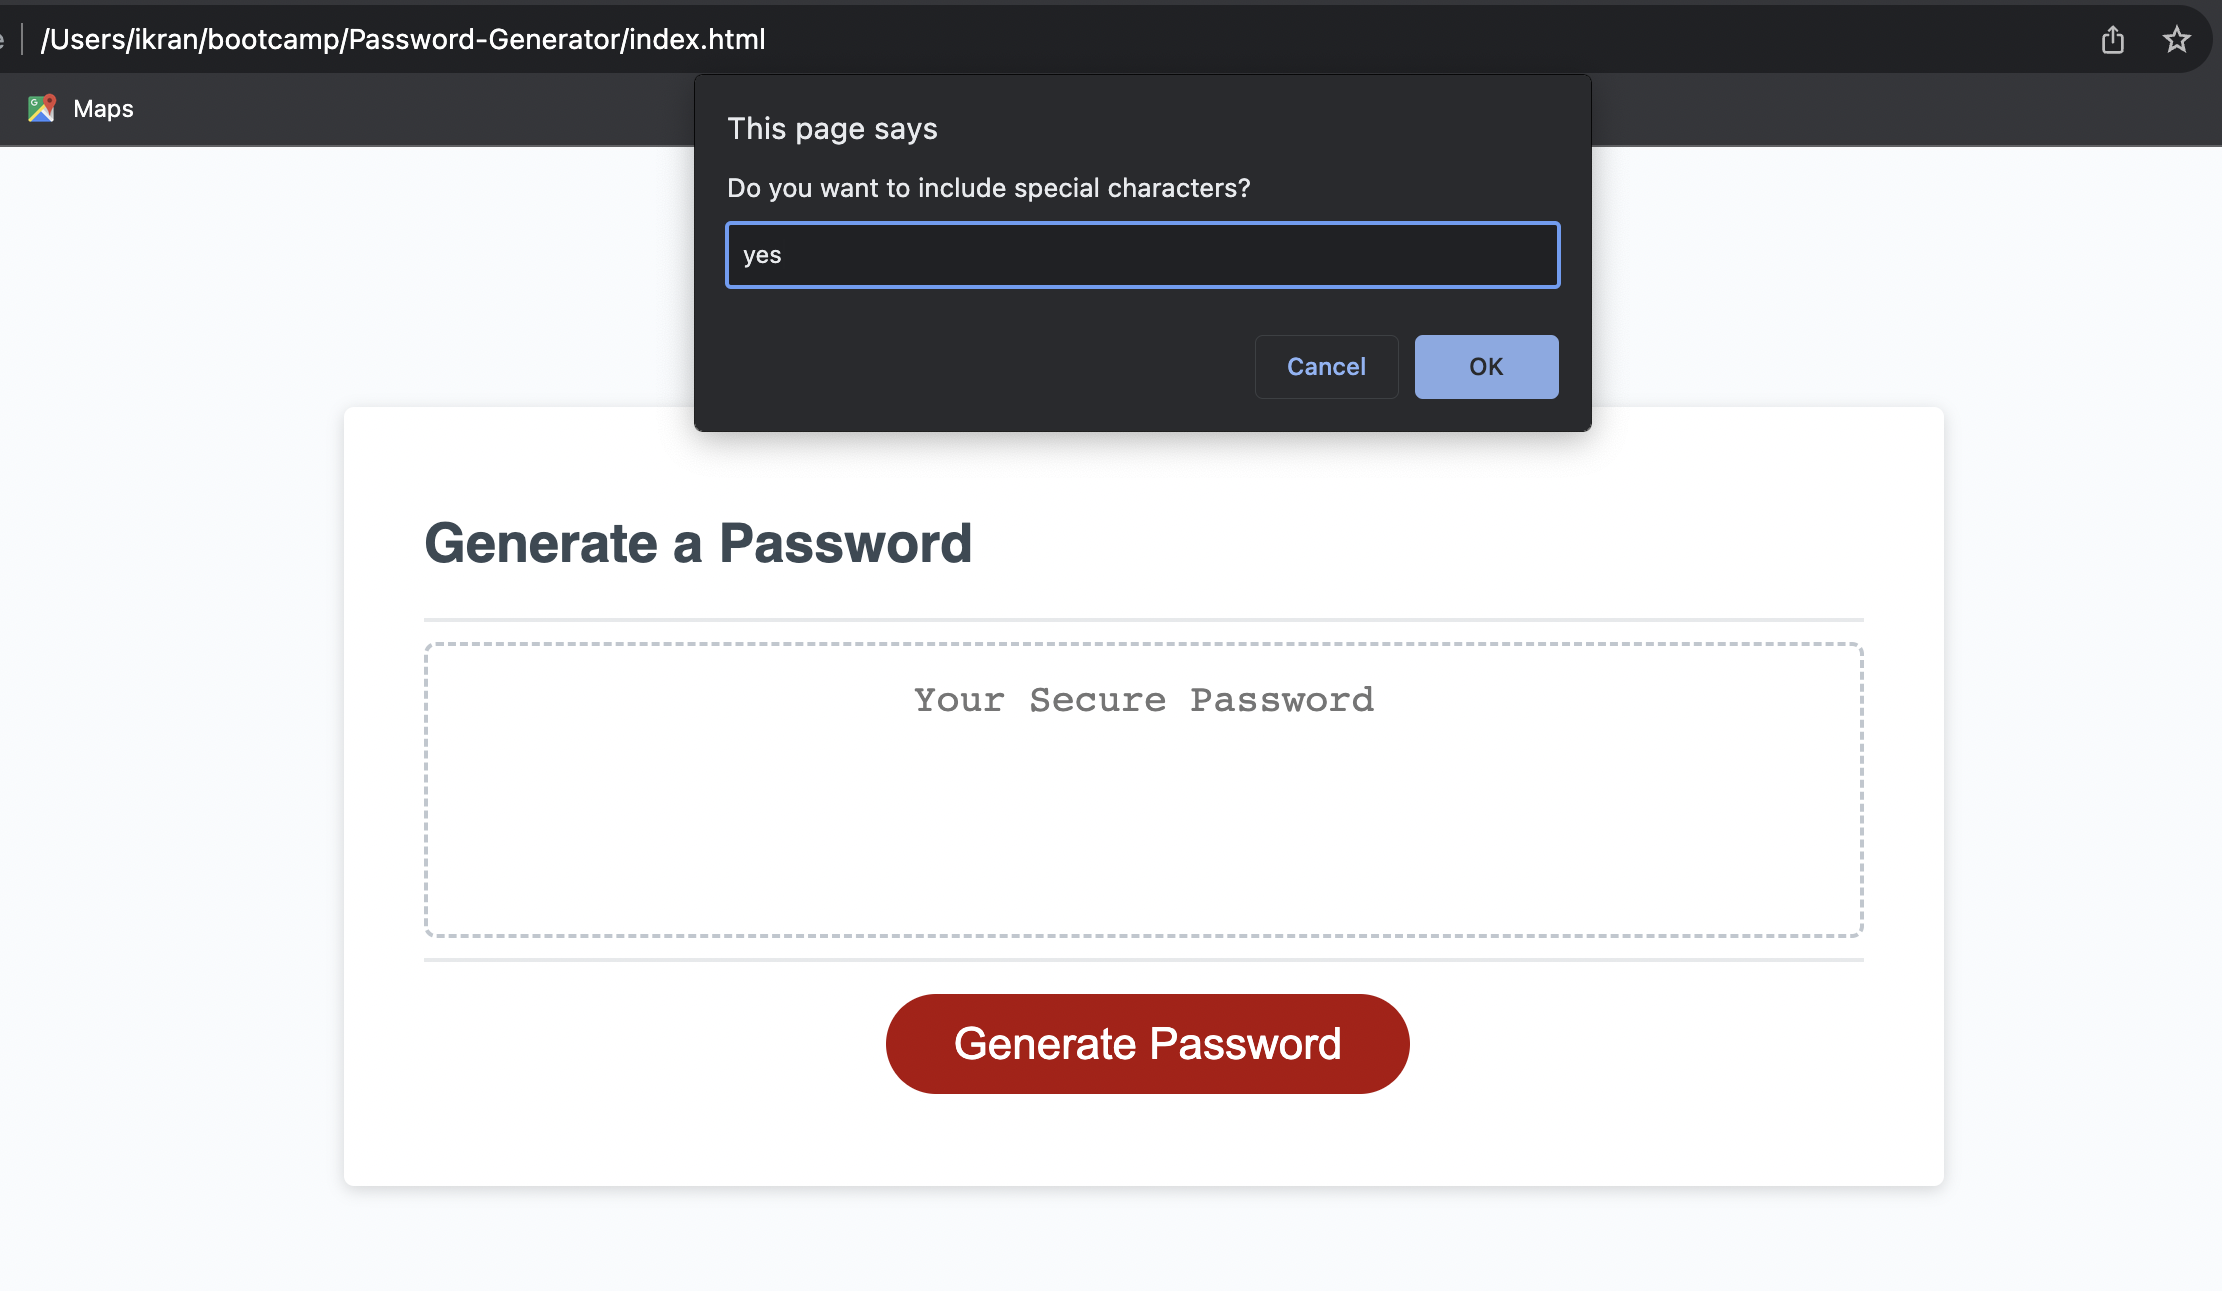 /Users/ikran/bootcamp/Password-Generator/index.html
Maps
This page says
Do you want to include special characters?
yes
Cancel
OK
Generate a Password
Your Secure Password
Generate Password